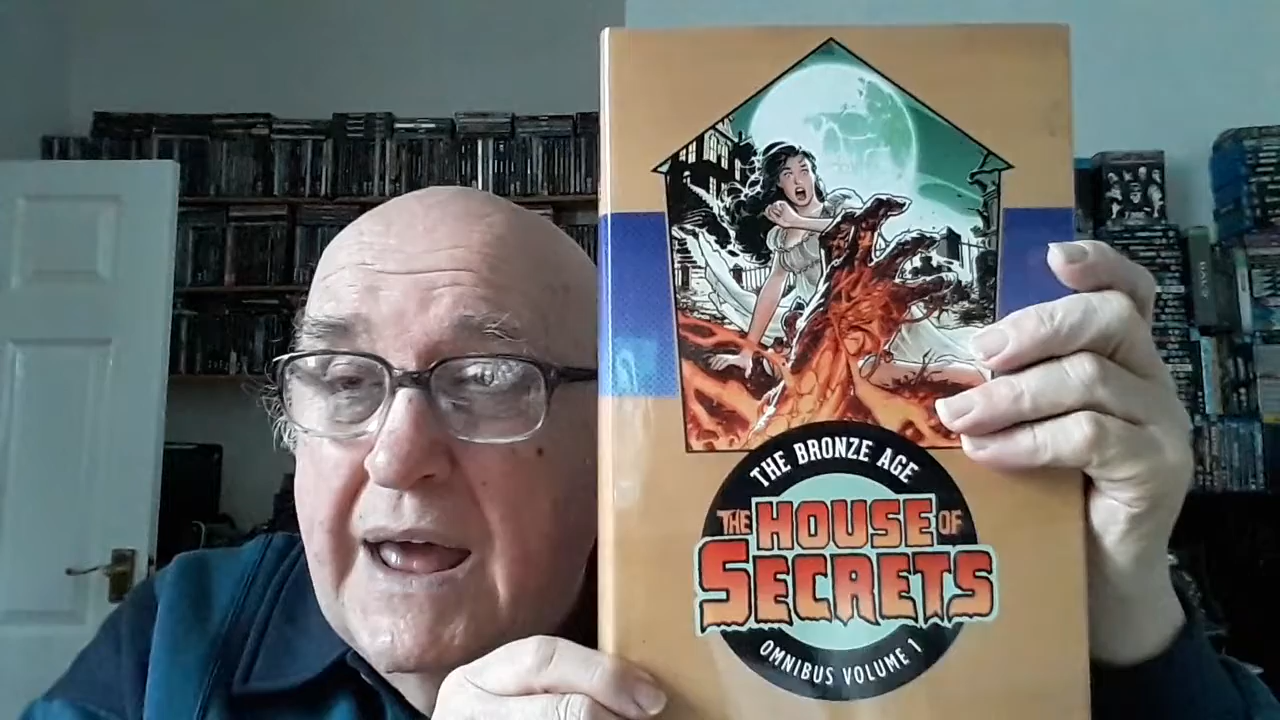 THE BRONZE AGE
THE HOUSE OF
SECRETS
OMNIBUS VOLUME 1